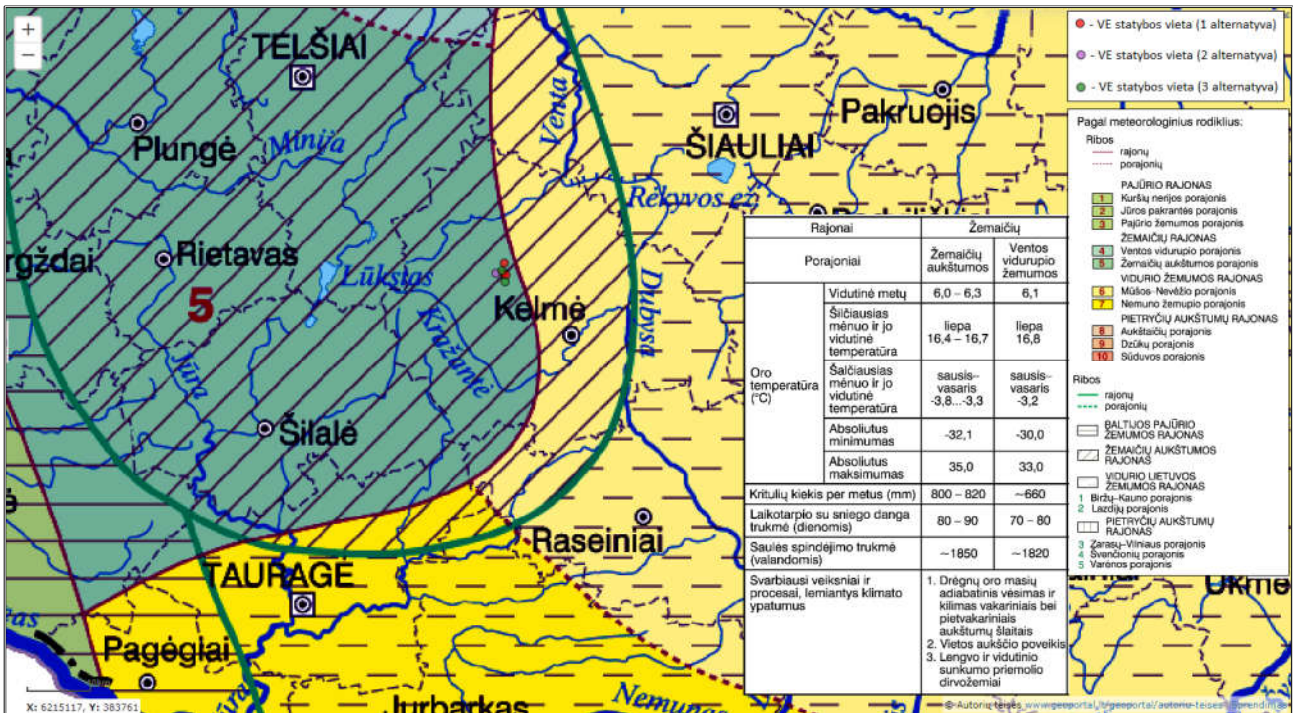 +
−
TELŠIAI
Plungė
Minija
Venta
ŠIAULIAI
Pakruojis
Rėkyvos ež.
Rietavas
5
Lūkstas
Kražantė
Kelmė
Dubysa
Jūra
Šilalė
Raseiniai
TAURAGĖ
Pagėgiai
Jūra
Jurbarkas
Nemunas
Ukme
X: 6215117, Y: 383761
- VE statybos vieta (1 alternatyva)
- VE statybos vieta (2 alternatyva)
- VE statybos vieta (3 alternatyva)
Pagal meteorologinius rodiklius:
Ribos
rajonų
porajonių
PAJŪRIO RAJONAS
1 Kuršių nerijos porajonis
2 Jūros pakrantės porajonis
3 Pajūrio žemumos porajonis
ŽEMAIČIŲ RAJONAS
4 Ventos vidurupio porajonis
5 Žemaičių aukštumos porajonis
VIDURIO ŽEMUMOS RAJONAS
6 Mūšos–Nevėžio porajonis
7 Nemuno žemupio porajonis
PIETRYČIŲ AUKŠTUMŲ RAJONAS
8 Aukštaičių porajonis
9 Dzūkų porajonis
10 Sūduvos porajonis
Ribos
rajonų
porajonių
BALTIJOS PAJŪRIO
ŽEMUMOS RAJONAS
ŽEMAIČIŲ AUKŠTUMOS
RAJONAS
VIDURIO LIETUVOS
ŽEMUMOS RAJONAS
1 Biržų-Kauno porajonis
2 Lazdijų porajonis
PIETRYČIŲ AUKŠTUMŲ
RAJONAS
3 Zarasų–Vilniaus porajonis
4 Švenčionių porajonis
5 Varėnos porajonis
Rajonai Žemaičių
Porajoniai Žemaičių aukštumos Ventos vidurupio žemumos
Oro temperatūra (°C)
Vidutinė metų 6,0 – 6,3 6,1
Šilčiausias mėnuo ir jo vidutinė temperatūra liepa 16,4 – 16,7 liepa 16,8
Šalčiausias mėnuo ir jo vidutinė temperatūra sausis–vasaris -3,8...-3,3 sausis–vasaris -3,2
Absoliutus minimumas -32,1 -30,0
Absoliutus maksimumas 35,0 33,0
Kritulių kiekis per metus (mm) 800 – 820 ~660
Laikotarpio su sniego danga trukmė (dienomis) 80 – 90 70 – 80
Saulės spindėjimo trukmė (valandomis) ~1850 ~1820
Svarbiausi veiksniai ir procesai, lemiantys klimato ypatumus
1. Drėgnų oro masių adiabatinis vėsimas ir kilimas vakariniais bei pietvakariniais aukštumų šlaitais
2. Vietos aukščio poveikis
3. Lengvo ir vidutinio sunkumo priemolio dirvožemiai